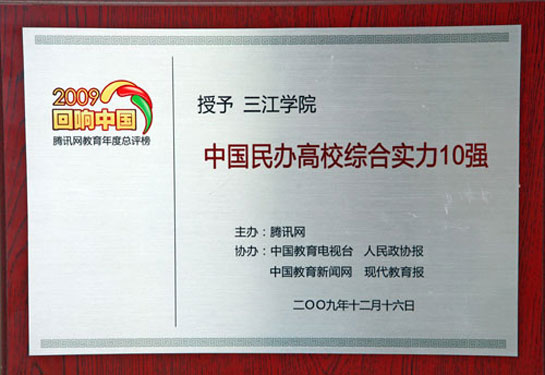 2009
回响中国
腾讯网教育年度总评榜
授予 三江学院
中国民办高校综合实力10强
主办：腾讯网
协办：中国教育电视台 人民政协报
中国教育新闻网 现代教育报
二〇〇九年十二月十六日